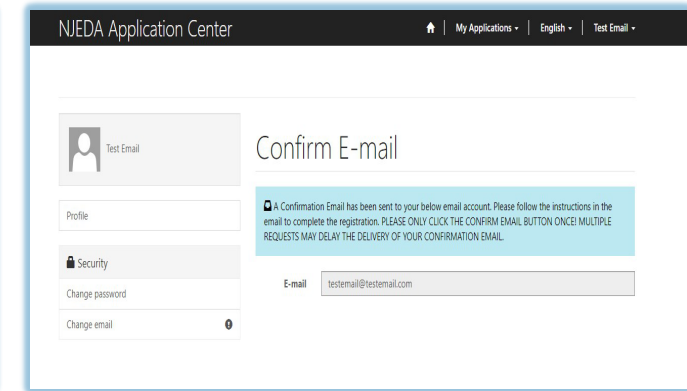 NJEDA Application Center
My Applications
English
Test Email
Test Email
Profile
Security
Change password
Change email
Confirm E-mail
A Confirmation Email has been sent to your below email account. Please follow the instructions in the
email to complete the registration. PLEASE ONLY CLICK THE CONFIRM EMAIL BUTTON ONCE! MULTIPLE
REQUESTS MAY DELAY THE DELIVERY OF YOUR CONFIRMATION EMAIL.
E-mail
testemail@testemail.com